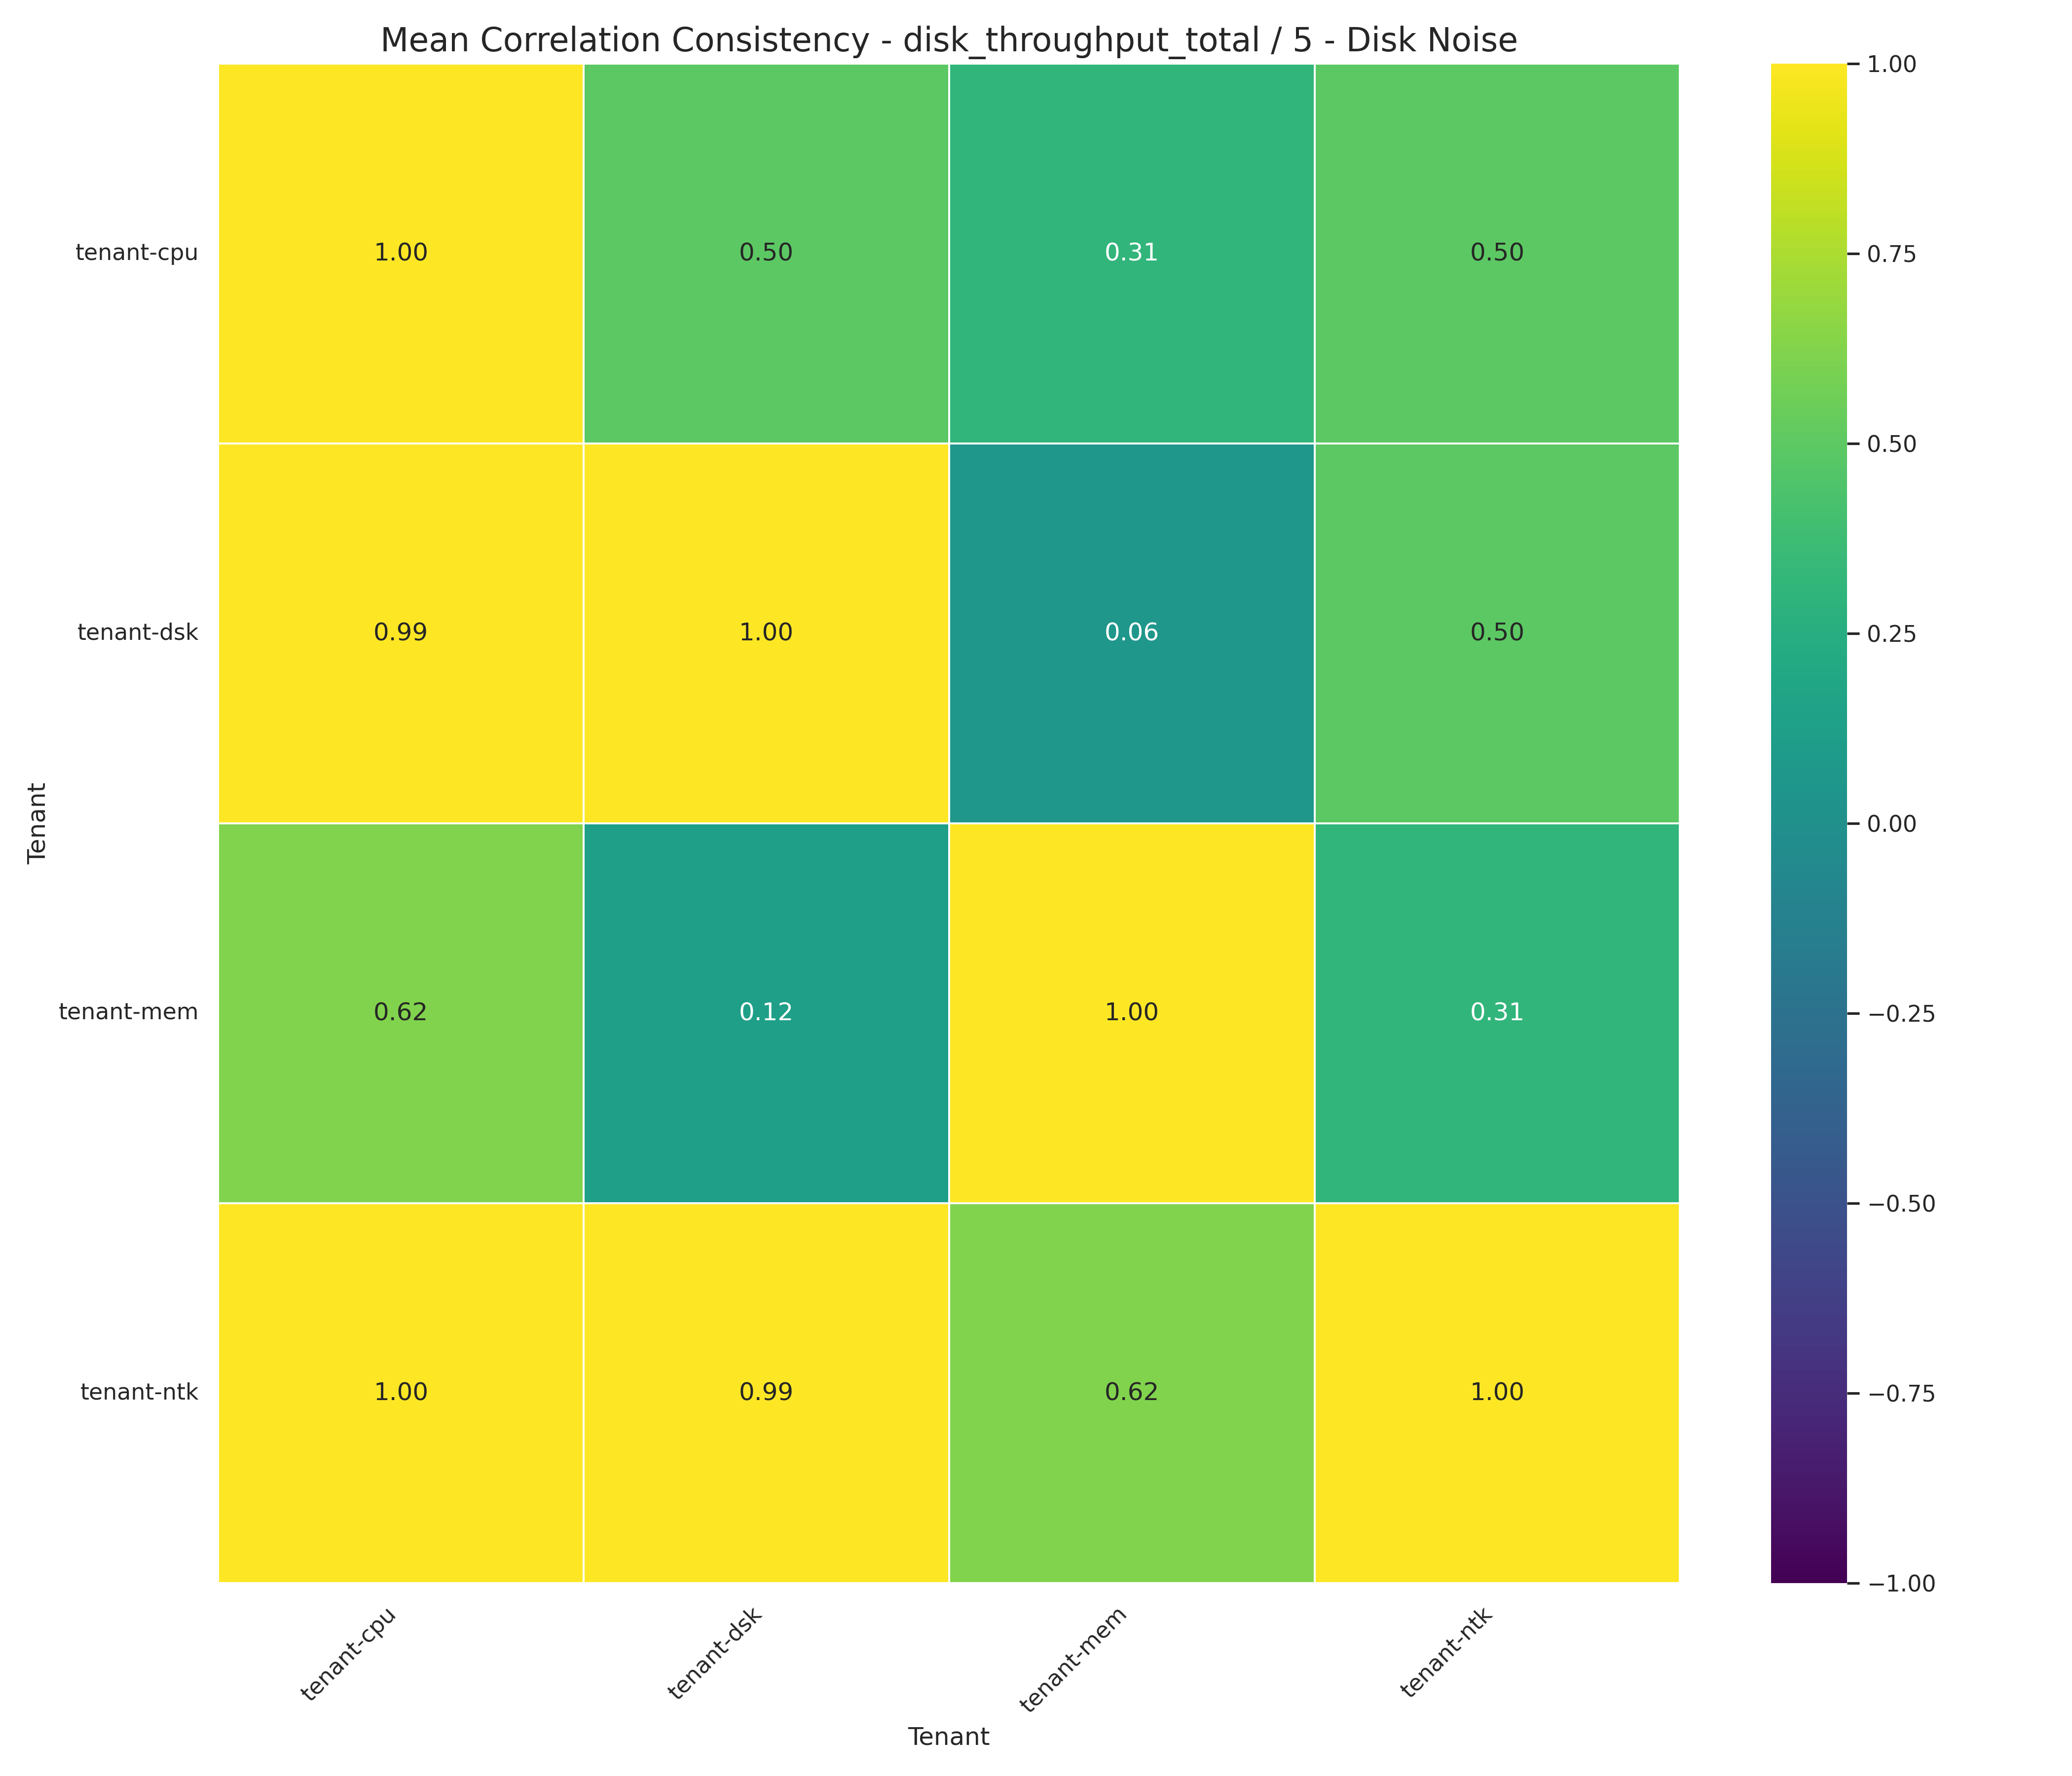 Mean Correlation Consistency - disk_throughput_total / 5 - Disk Noise
1.00
0.75
0.50
0.25
0.00
−0.25
−0.50
−0.75
−1.00
Tenant
tenant-cpu
1.00 0.50 0.31 0.50
tenant-dsk
0.99 1.00 0.06 0.50
tenant-mem
0.62 0.12 1.00 0.31
tenant-ntk
1.00 0.99 0.62 1.00
tenant-cpu
tenant-dsk
tenant-mem
tenant-ntk
Tenant